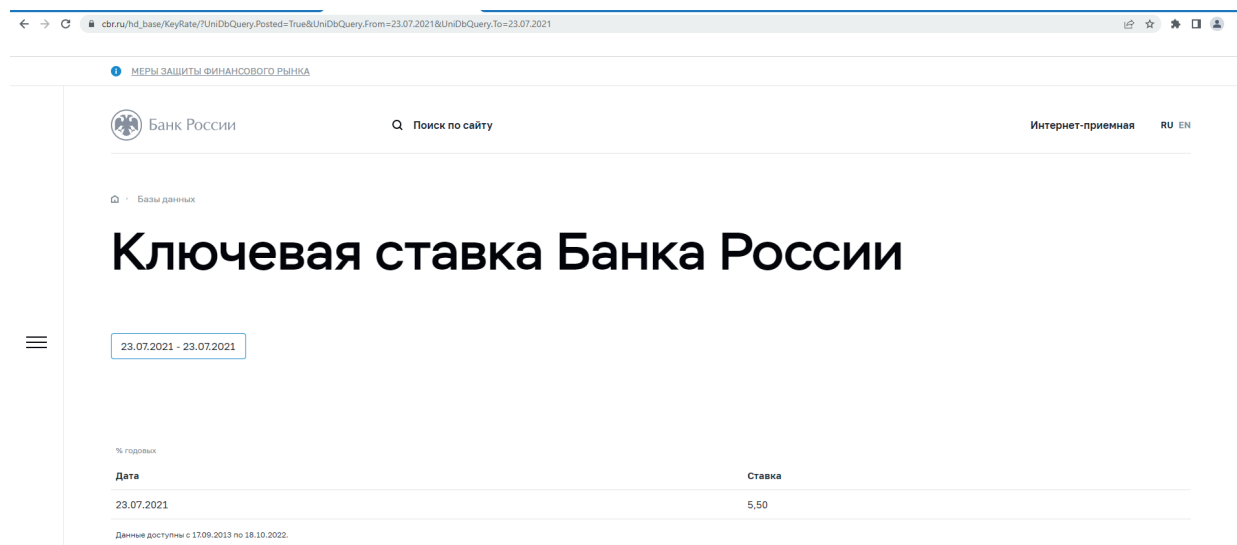 cbr.ru/hd_base/KeyRate/?UniDbQuery.Posted=True&UniDbQuery.From=23.07.2021&UniDbQuery.To=23.07.2021
МЕРЫ ЗАЩИТЫ ФИНАНСОВОГО РЫНКА
Банк России Поиск по сайту Интернет-приемная RU EN
Базы данных
Ключевая ставка Банка России
23.07.2021 - 23.07.2021
% годовых
Дата Ставка
23.07.2021 5,50
Данные доступны с 17.09.2013 по 18.10.2022.